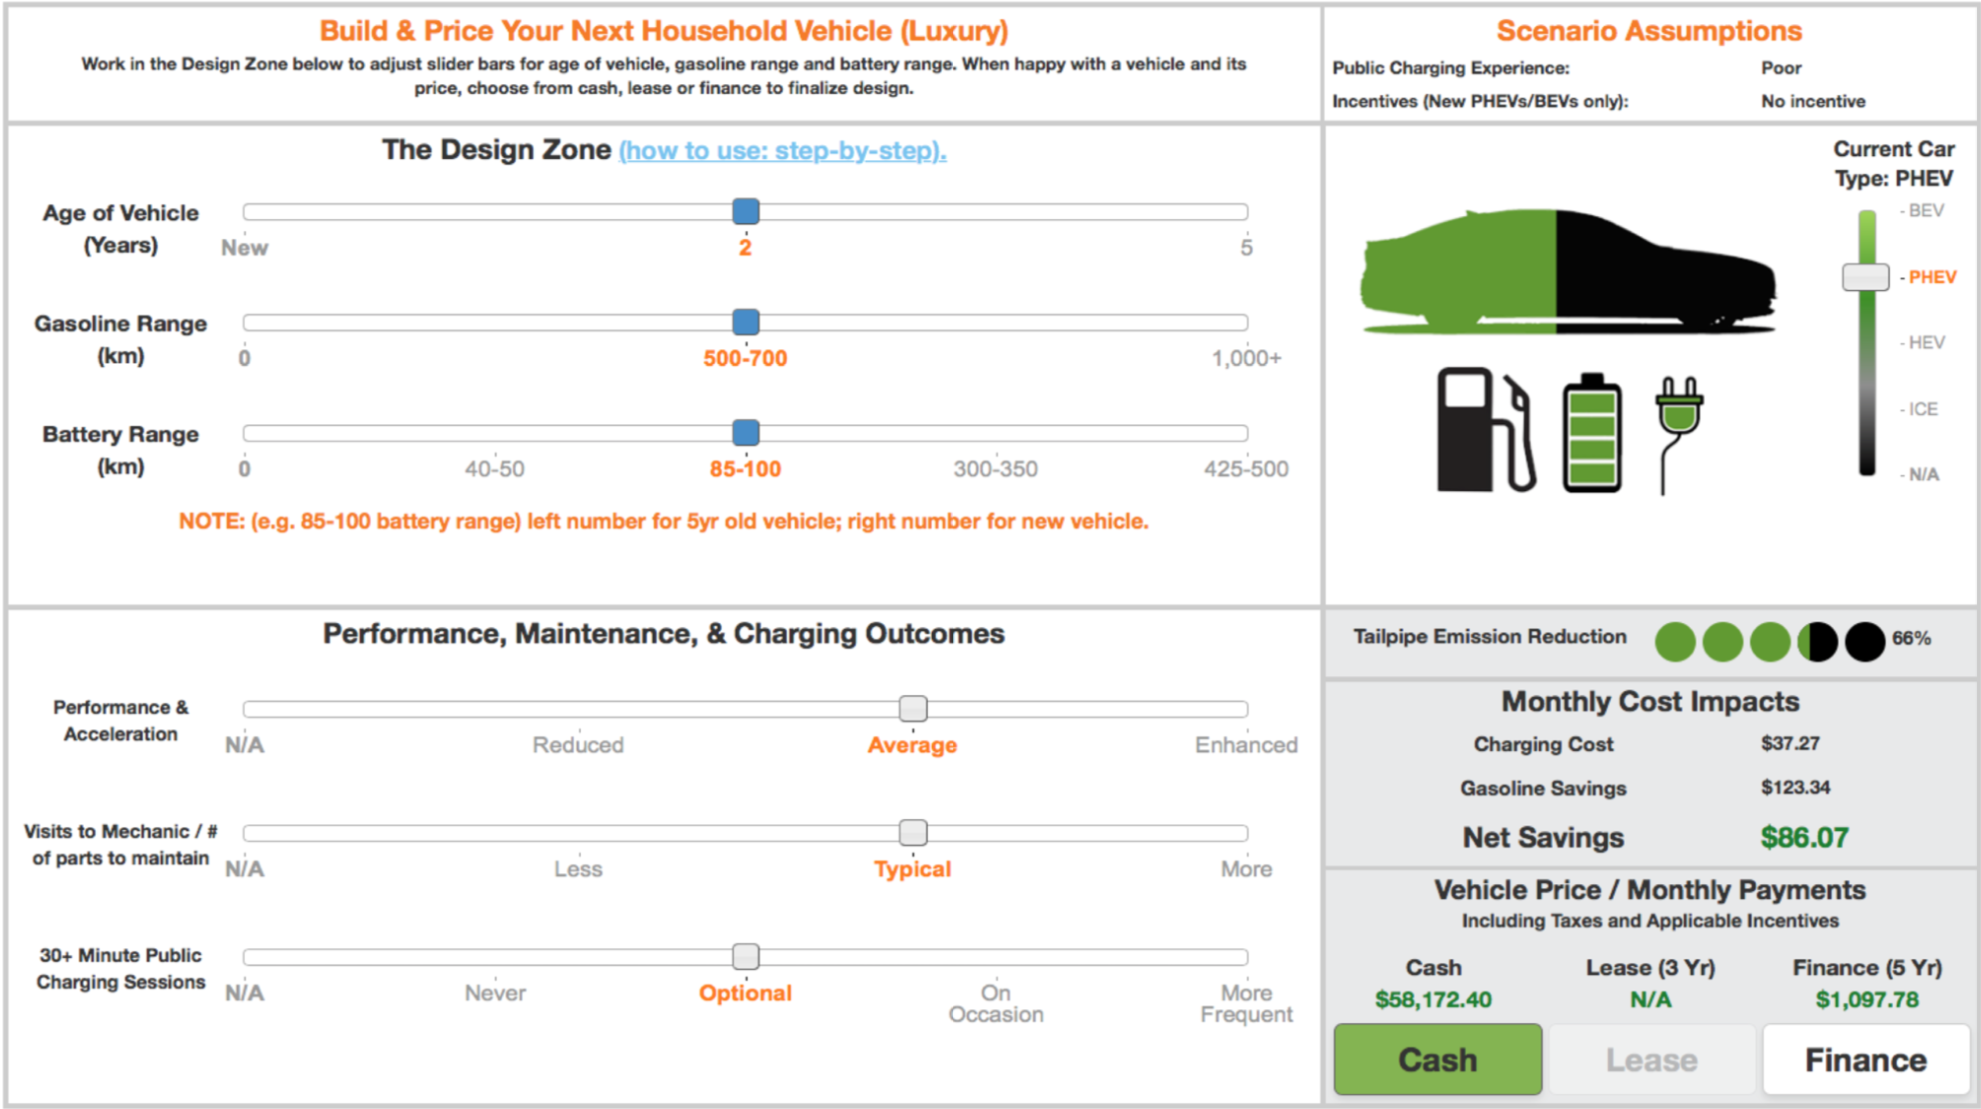 Build & Price Your Next Household Vehicle (Luxury)
Work in the Design Zone below to adjust slider bars for age of vehicle, gasoline range and battery range. When happy with a vehicle and its
price, choose from cash, lease or finance to finalize design.
Scenario Assumptions
Public Charging Experience: Poor
Incentives (New PHEVs/BEVs only): No incentive
The Design Zone (how to use: step-by-step).
Age of Vehicle
(Years)
New 2 5
Gasoline Range
(km)
0 500-700 1,000+
Battery Range
(km)
0 40-50 85-100 300-350 425-500
NOTE: (e.g. 85-100 battery range) left number for 5yr old vehicle; right number for new vehicle.
Current Car
Type: PHEV
- BEV
- PHEV
- HEV
- ICE
- N/A
Performance, Maintenance, & Charging Outcomes
Performance &
Acceleration
N/A Reduced Average Enhanced
Visits to Mechanic / #
of parts to maintain
N/A Less Typical More
30+ Minute Public
Charging Sessions
N/A Never Optional On
Occasion More
Frequent
Tailpipe Emission Reduction 66%
Monthly Cost Impacts
Charging Cost $37.27
Gasoline Savings $123.34
Net Savings $86.07
Vehicle Price / Monthly Payments
Including Taxes and Applicable Incentives
Cash Lease (3 Yr) Finance (5 Yr)
$58,172.40 N/A $1,097.78
Cash Lease Finance